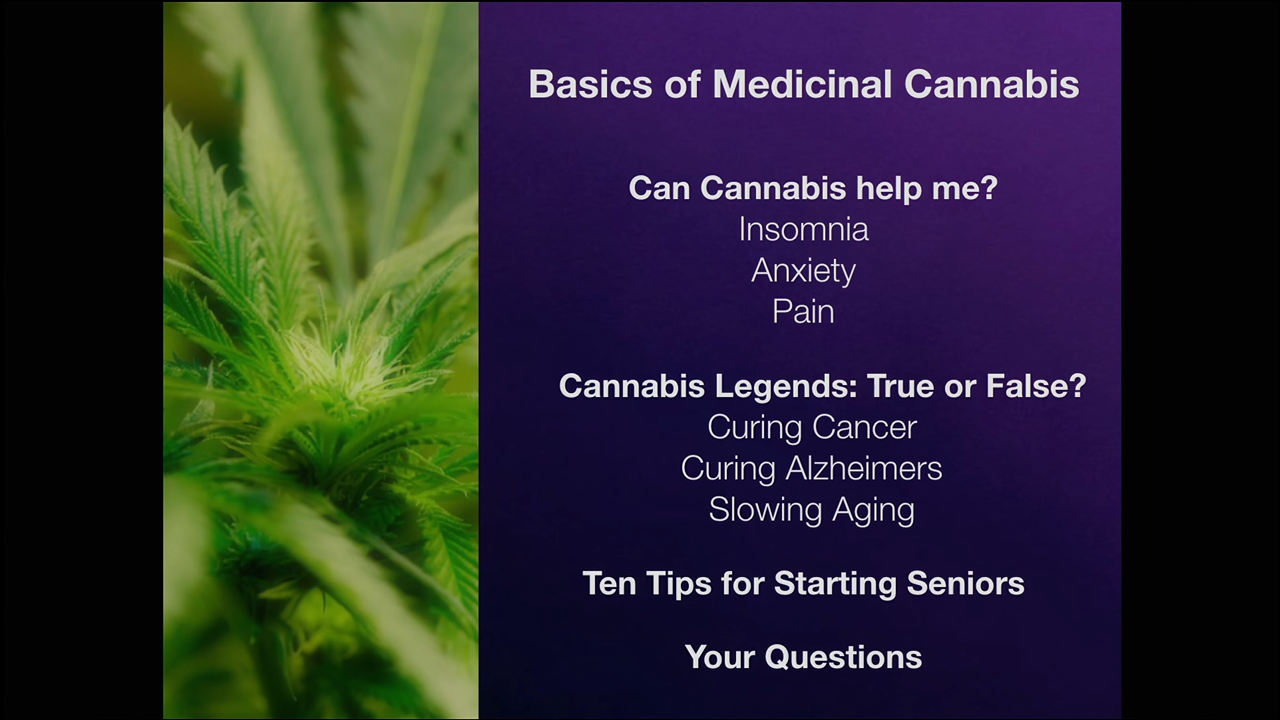 Basics of Medicinal Cannabis
Can Cannabis help me?
Insomnia
Anxiety
Pain
Cannabis Legends: True or False?
Curing Cancer
Curing Alzheimers
Slowing Aging
Ten Tips for Starting Seniors
Your Questions